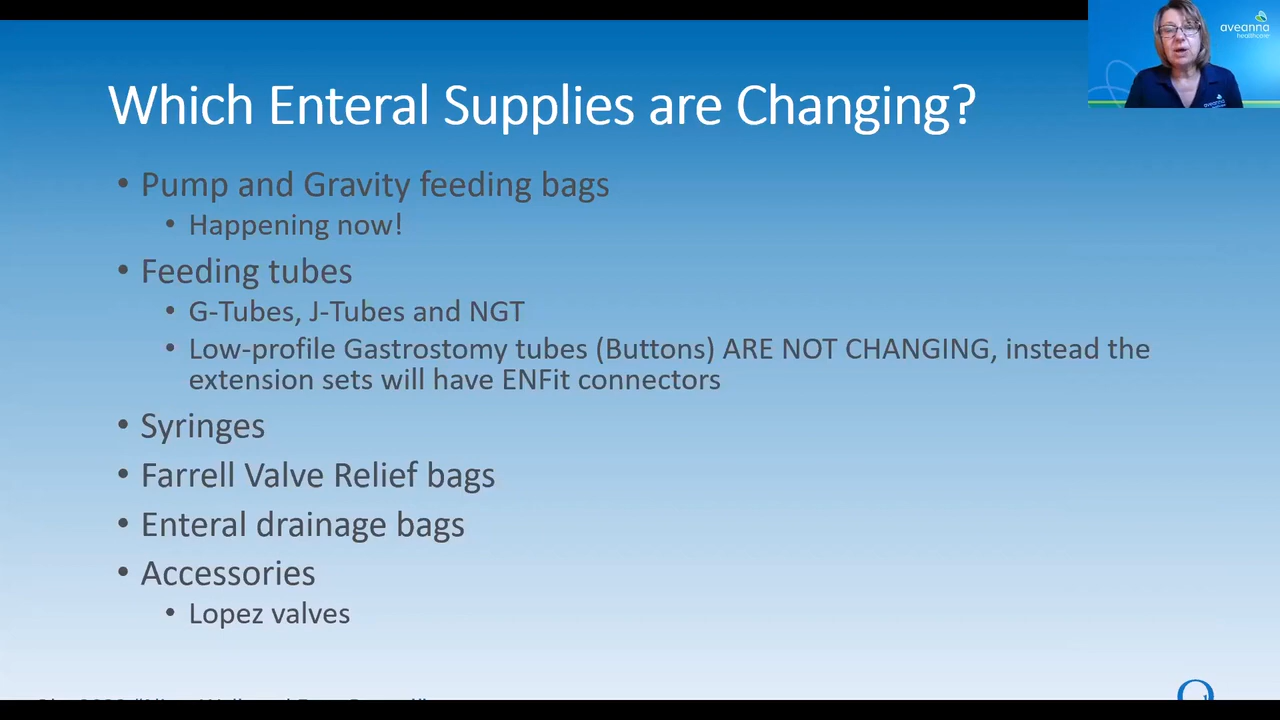 aveanna
healthcare
Which Enteral Supplies are Changing?
• Pump and Gravity feeding bags
• Happening now!
• Feeding tubes
• G-Tubes, J-Tubes and NGT
• Low-profile Gastrostomy tubes (Buttons) ARE NOT CHANGING, instead the
extension sets will have ENFit connectors
• Syringes
• Farrell Valve Relief bags
• Enteral drainage bags
• Accessories
• Lopez valves